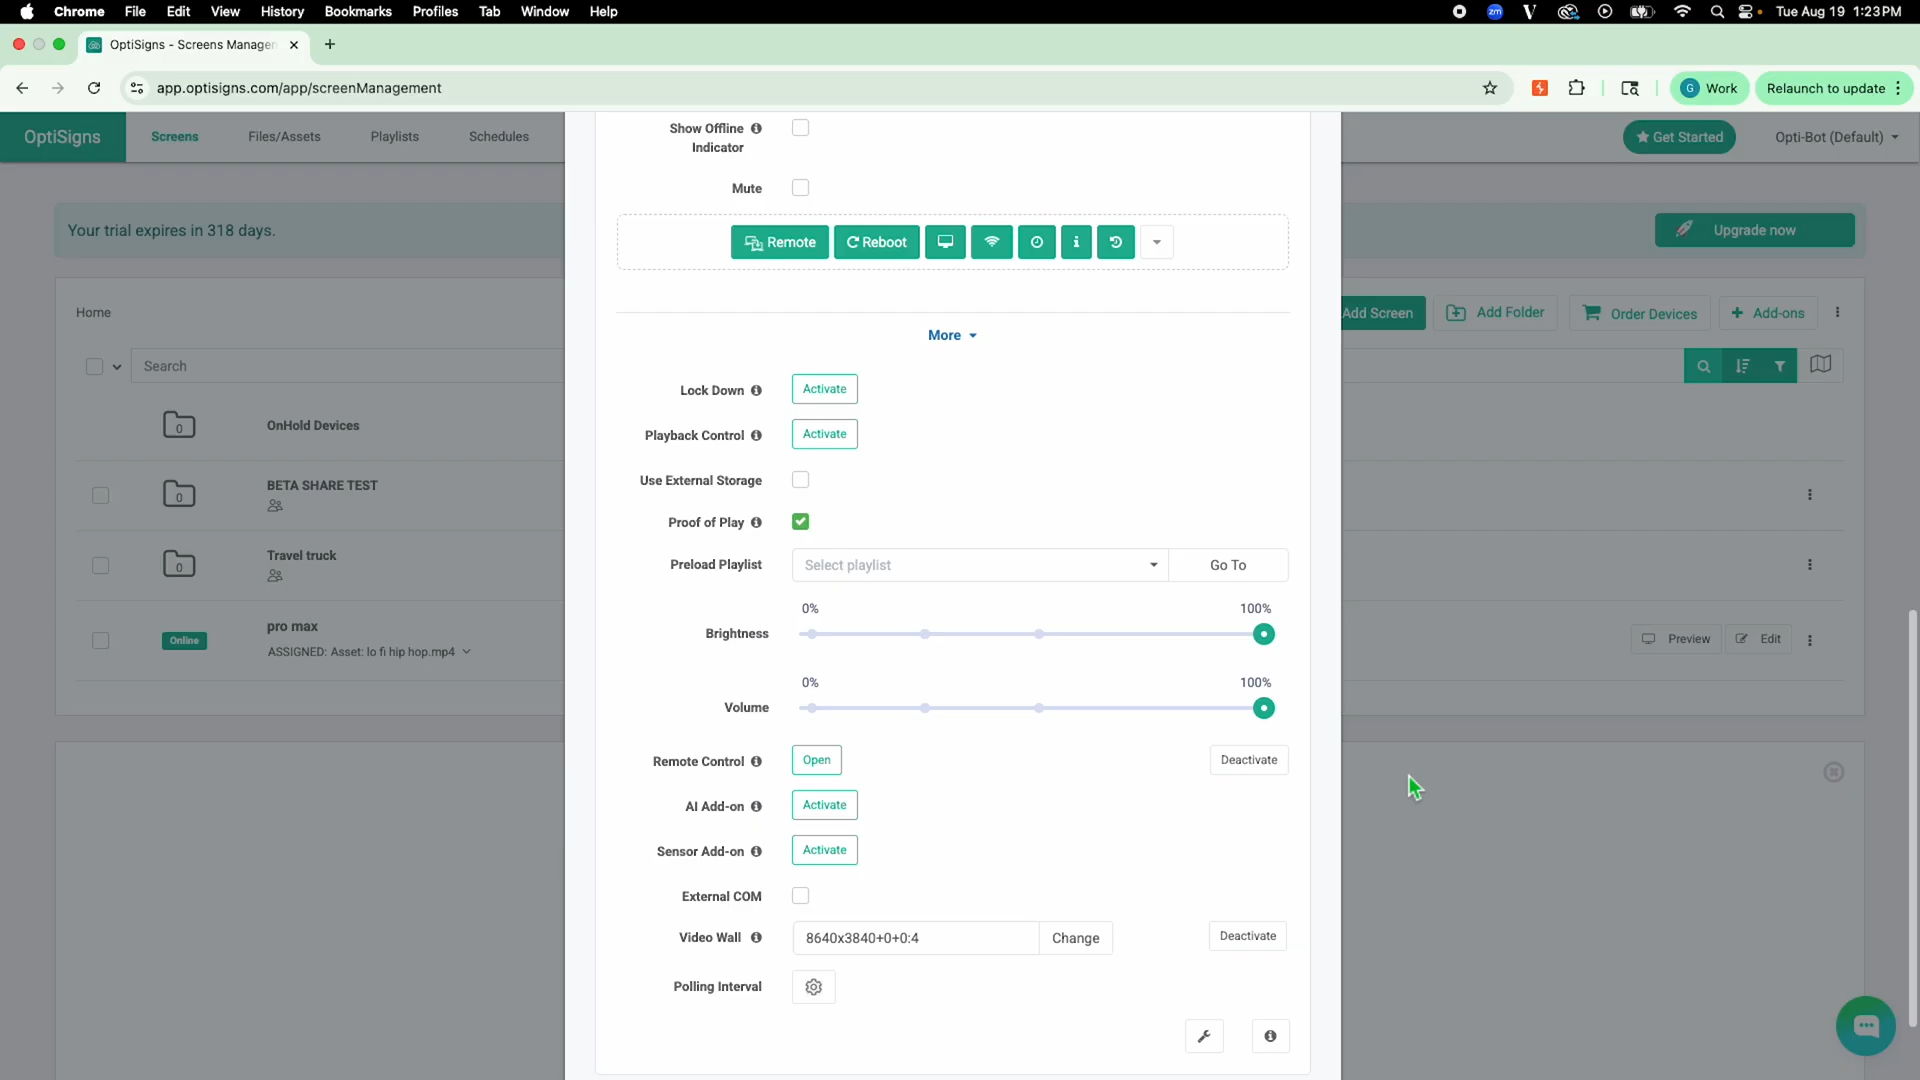 Chrome File Edit View History Bookmarks Profiles Tab Window Help zm Tue Aug 19 1:23 PM
OptiSigns - Screens Managen
app.optisigns.com/app/screenManagement G Work Relaunch to update
OptiSigns Screens Files/Assets Playlists Schedules Get Started Opti-Bot (Default)
Show Offline
Indicator
Mute
Your trial expires in 318 days. Upgrade now
Remote Reboot
Home Add Screen Add Folder Order Devices + Add-ons
More
Search
Lock Down Activate
0 OnHold Devices
Playback Control Activate
Use External Storage
0 BETA SHARE TEST
Proof of Play
Preload Playlist Select playlist Go To
0 Travel truck
0% 100%
Brightness
Online pro max
ASSIGNED: Asset: lo fi hip hop.mp4
Preview Edit
0% 100%
Volume
Remote Control Open Deactivate
AI Add-on Activate
Sensor Add-on Activate
External COM
Video Wall 8640x3840+0+0:4 Change Deactivate
Polling Interval